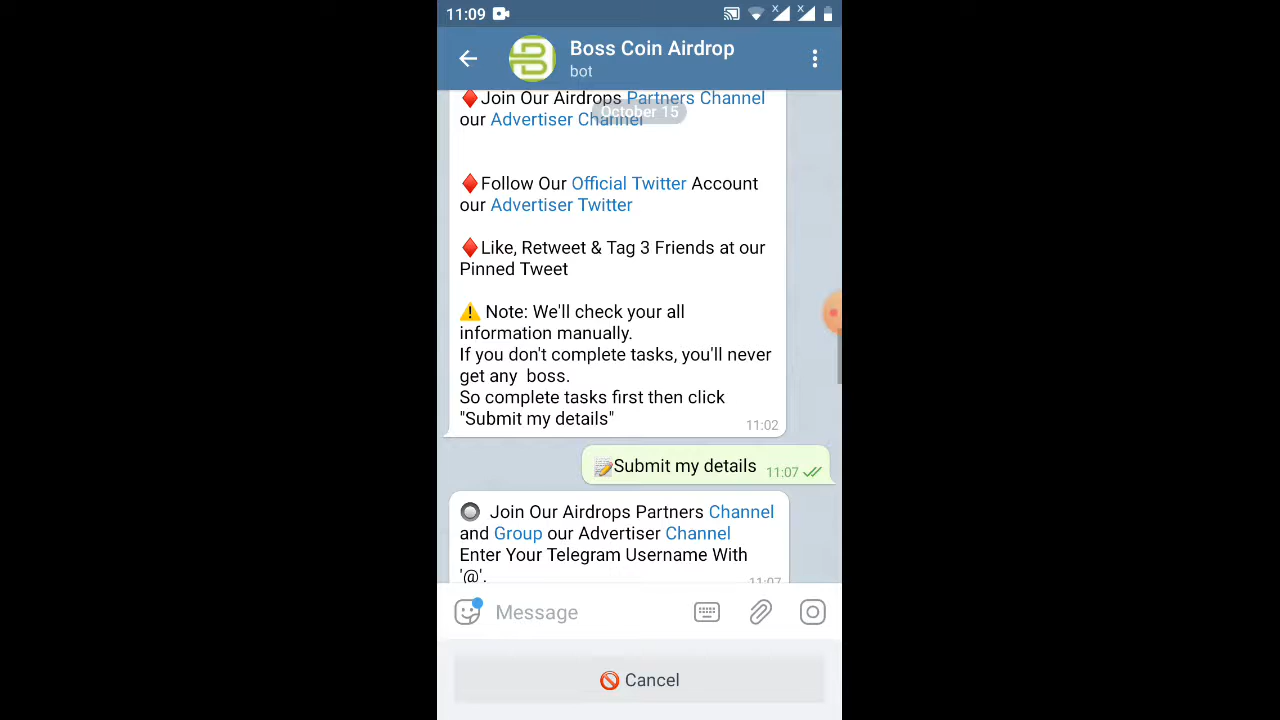 11:09
Boss Coin Airdrop
bot
Join Our Airdrops Partners Channel
October 15
our Advertiser Channel
Follow Our Official Twitter Account
our Advertiser Twitter
Like, Retweet & Tag 3 Friends at our
Pinned Tweet
Note: We'll check your all
information manually.
If you don't complete tasks, you'll never
get any boss.
So complete tasks first then click
"Submit my details"
11:02
Submit my details 11:07
Join Our Airdrops Partners Channel
and Group our Advertiser Channel
Enter Your Telegram Username With
'@'.
11:07
Message
Cancel